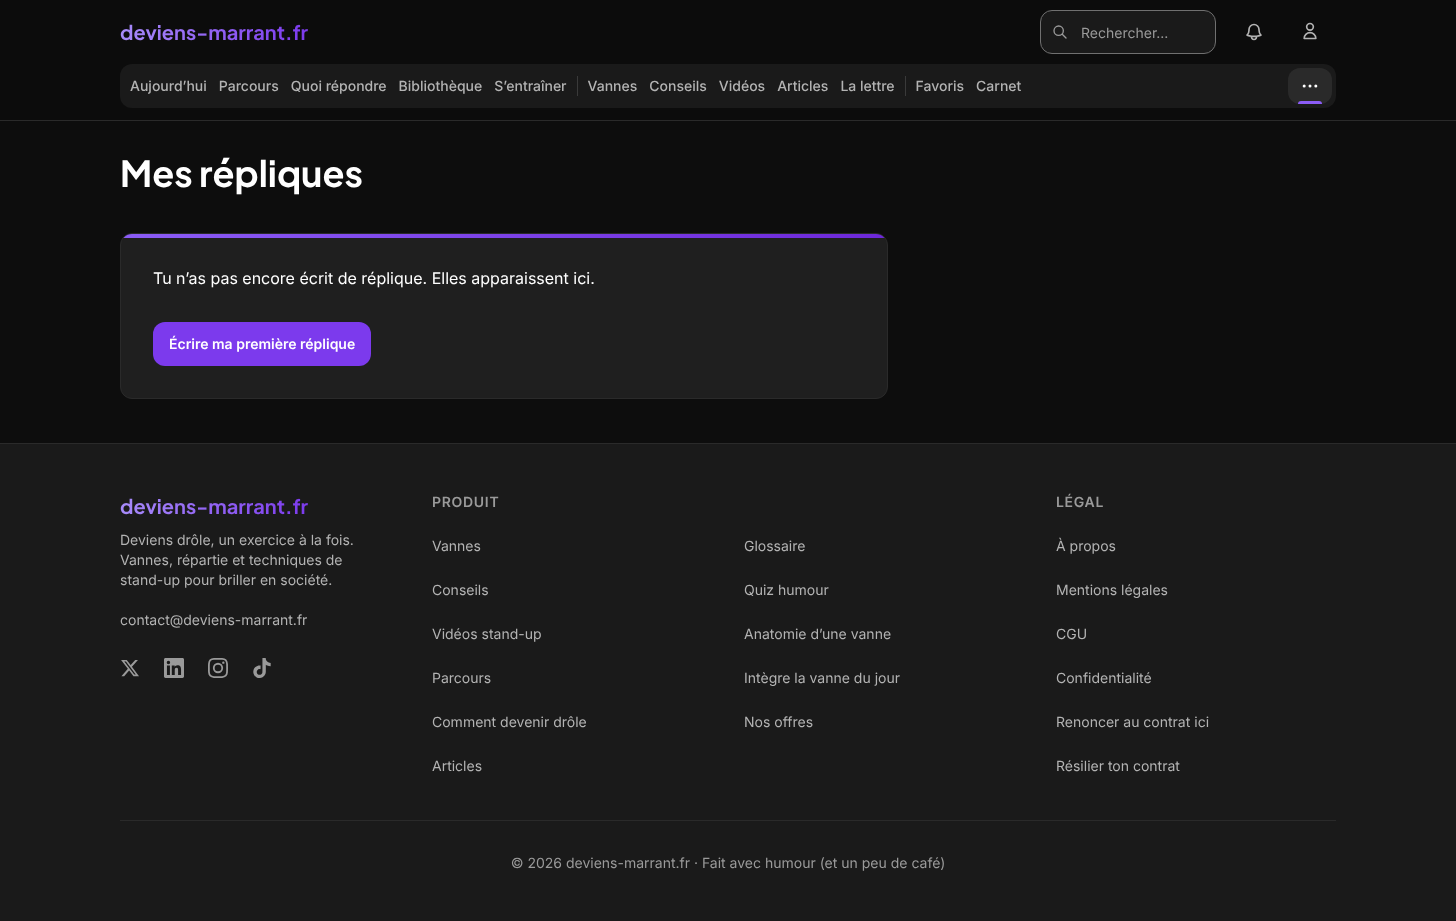 deviens-marrant.fr
Rechercher...
Aujourd’hui Parcours Quoi répondre Bibliothèque S’entraîner Vannes Conseils Vidéos Articles La lettre Favoris Carnet
Mes répliques
Tu n’as pas encore écrit de réplique. Elles apparaissent ici.
Écrire ma première réplique
deviens-marrant.fr
Deviens drôle, un exercice à la fois.
Vannes, répartie et techniques de
stand-up pour briller en société.
contact@deviens-marrant.fr
PRODUIT
Vannes
Conseils
Vidéos stand-up
Parcours
Comment devenir drôle
Articles
Glossaire
Quiz humour
Anatomie d’une vanne
Intègre la vanne du jour
Nos offres
LÉGAL
À propos
Mentions légales
CGU
Confidentialité
Renoncer au contrat ici
Résilier ton contrat
© 2026 deviens-marrant.fr · Fait avec humour (et un peu de café)